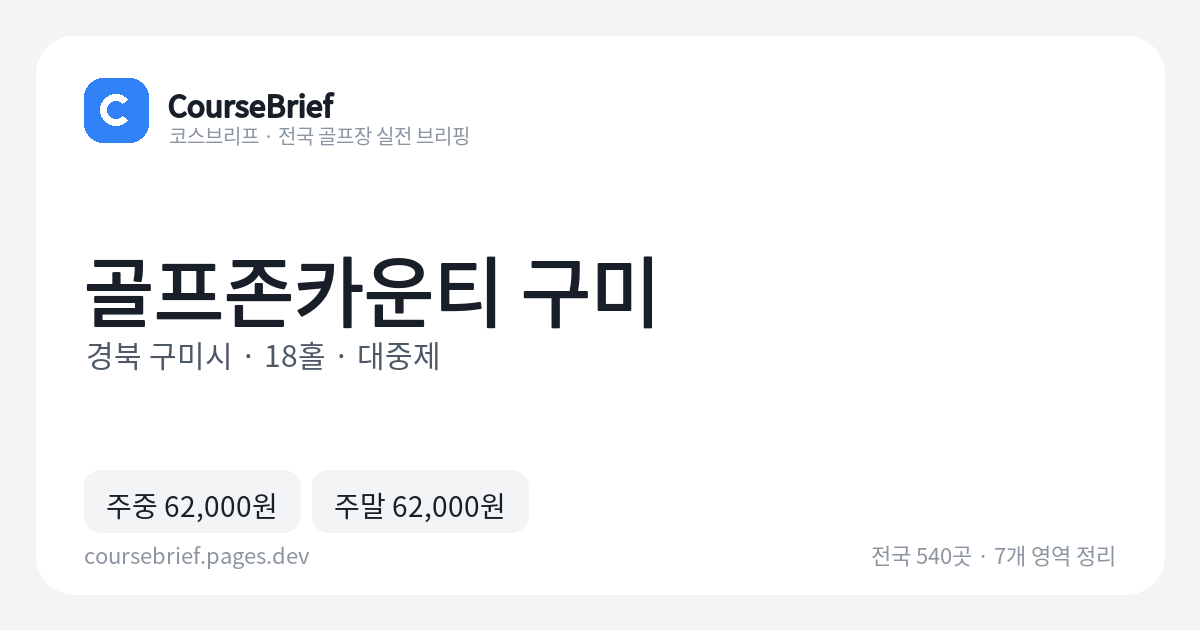 C
CourseBrief
코스브리프 · 전국 골프장 실전 브리핑
골프존카운티 구미
경북 구미시 · 18홀 · 대중제
주중 62,000원
주말 62,000원
coursebrief.pages.dev
전국 540곳 · 7개 영역 정리